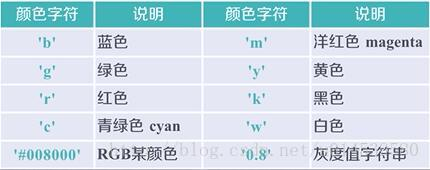 颜色字符 说明 颜色字符 说明
'b' 蓝色 'm' 洋红色 magenta
'g' 绿色 'y' 黄色
'r' 红色 'k' 黑色
'c' 青绿色 cyan 'w' 白色
'#008000' RGB某颜色 '0.8' 灰度值字符串